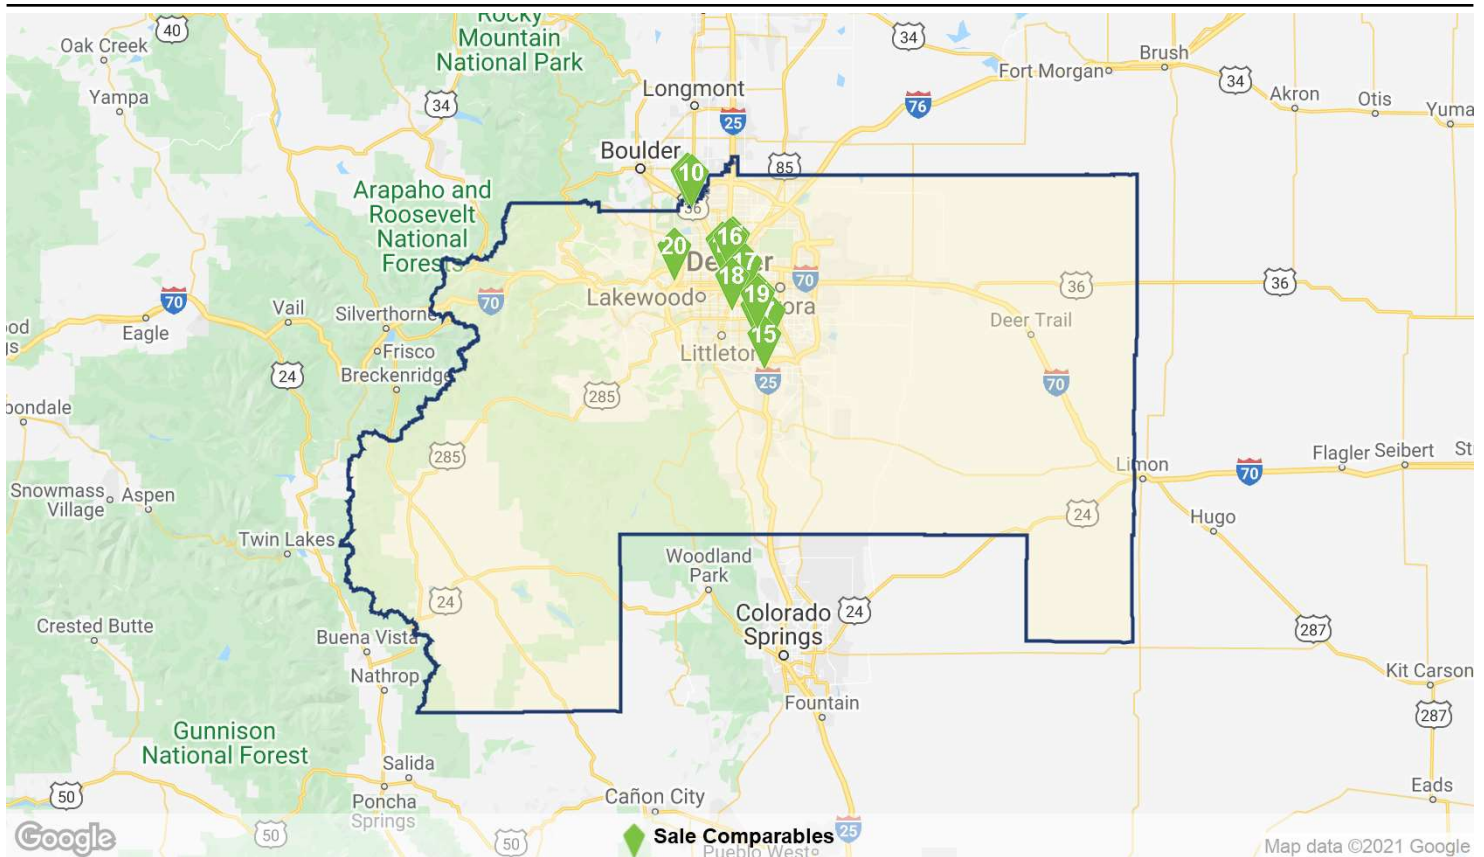 Rocky
Mountain
National Park
40
Oak Creek
34
Brush
Fort Morgan
34
Yampa
34
Longmont
76
Akron
Otis
Yuma
25
Boulder
85
10
Arapaho and
Roosevelt
National
Forests
36
16
20
17
70
18
Lakewood
19
ora
36
36
70
Vail
Silverthorne
70
Deer Trail
Eagle
Frisco
15
Littleton
24
Breckenridge
25
70
285
bondale
285
Limon
70
Flagler
Seibert
Snowmass
Village
Aspen
24
Hugo
Twin Lakes
Woodland
Park
24
Colorado
Springs
24
Crested Butte
Buena Vista
287
Nathrop
Kit Carson
Fountain
287
Gunnison
National Forest
Salida
Eads
50
Poncha
Springs
Cañon City
Google
50
50
Sale Comparables
25
Pueblo West
Map data ©2021 Google